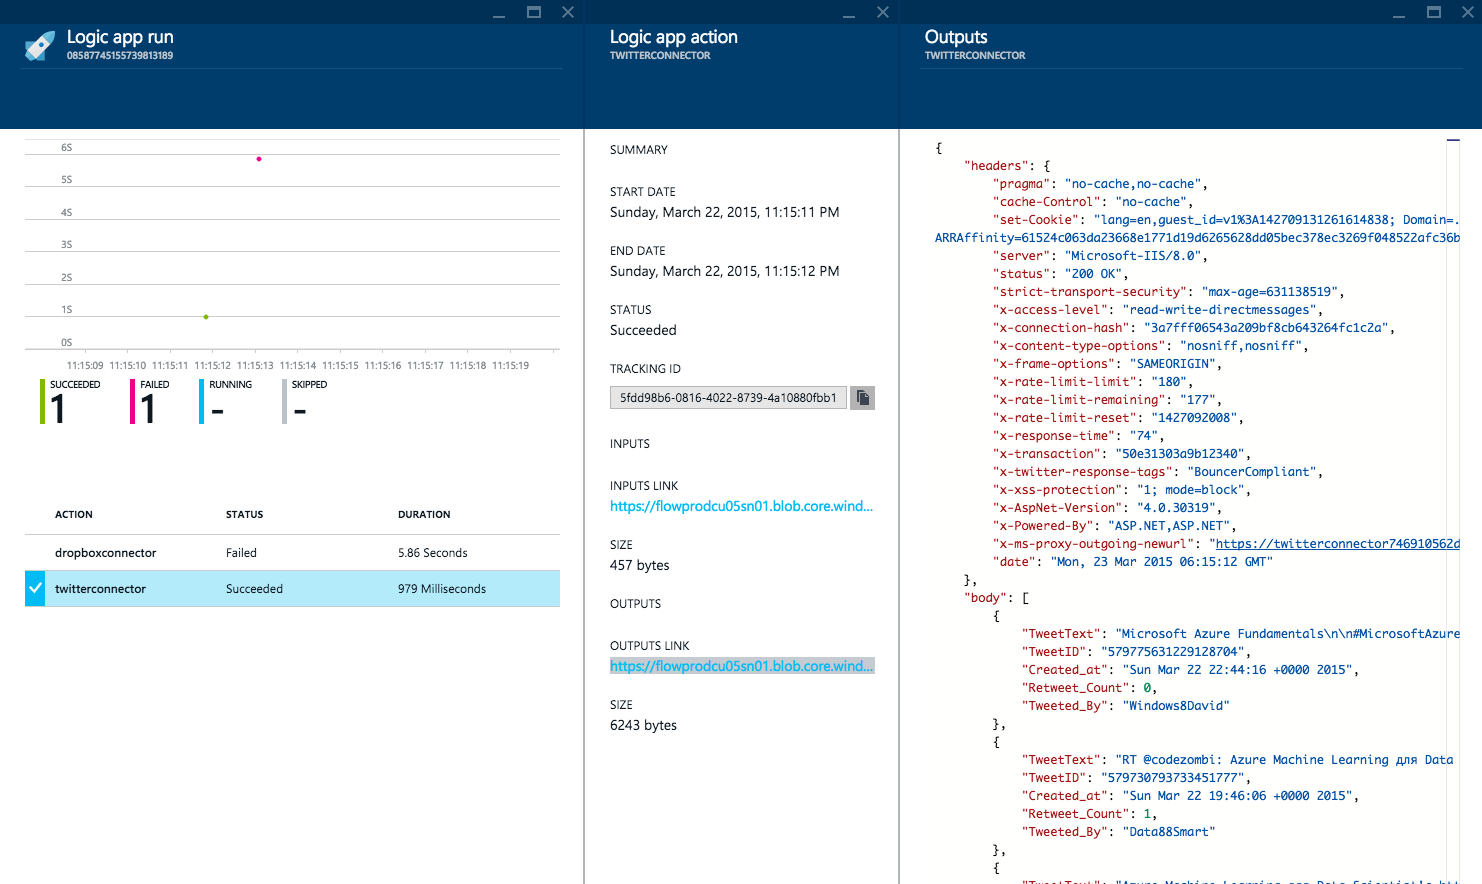 Logic app run
08587745155739813189
6S
5S
4S
3S
2S
1S
0S
11:15:09 11:15:10 11:15:11 11:15:12 11:15:13 11:15:14 11:15:15 11:15:16 11:15:17 11:15:18 11:15:19
SUCCEEDED FAILED RUNNING SKIPPED
1 1 - -
ACTION STATUS DURATION
dropboxconnector Failed 5.86 Seconds
twitterconnector Succeeded 979 Milliseconds
Logic app action
TWITTERCONNECTOR
SUMMARY
START DATE
Sunday, March 22, 2015, 11:15:11 PM
END DATE
Sunday, March 22, 2015, 11:15:12 PM
STATUS
Succeeded
TRACKING ID
5fdd98b6-0816-4022-8739-4a10880fbb1
INPUTS
INPUTS LINK
https://flowprodcu05sn01.blob.core.wind...
SIZE
457 bytes
OUTPUTS
OUTPUTS LINK
https://flowprodcu05sn01.blob.core.wind...
SIZE
6243 bytes
Outputs
TWITTERCONNECTOR
{
"headers": {
"pragma": "no-cache,no-cache",
"cache-Control": "no-cache",
"set-Cookie": "lang=en,guest_id=v1%3A142709131261614838; Domain=.
ARRAffinity=61524c063da23668e1771d19d6265628dd05bec378ec3269f048522afc36b
"server": "Microsoft-IIS/8.0",
"status": "200 OK",
"strict-transport-security": "max-age=631138519",
"x-access-level": "read-write-directmessages",
"x-connection-hash": "3a7fff06543a209bf8cb643264fc1c2a",
"x-content-type-options": "nosniff,nosniff",
"x-frame-options": "SAMEORIGIN",
"x-rate-limit-limit": "180",
"x-rate-limit-remaining": "177",
"x-rate-limit-reset": "1427092008",
"x-response-time": "74",
"x-transaction": "50e31303a9b12340",
"x-twitter-response-tags": "BouncerCompliant",
"x-xss-protection": "1; mode=block",
"x-AspNet-Version": "4.0.30319",
"x-Powered-By": "ASP.NET,ASP.NET",
"x-ms-proxy-outgoing-newurl": "https://twitterconnector746910562d
"date": "Mon, 23 Mar 2015 06:15:12 GMT"
},
"body": [
{
"TweetText": "Microsoft Azure Fundamentals\n\n#MicrosoftAzure
"TweetID": "579775631229128704",
"Created_at": "Sun Mar 22 22:44:16 +0000 2015",
"Retweet_Count": 0,
"Tweeted_By": "Windows8David"
},
{
"TweetText": "RT @codezombi: Azure Machine Learning для Data
"TweetID": "579730793733451777",
"Created_at": "Sun Mar 22 19:46:06 +0000 2015",
"Retweet_Count": 1,
"Tweeted_By": "Data88Smart"
},
{